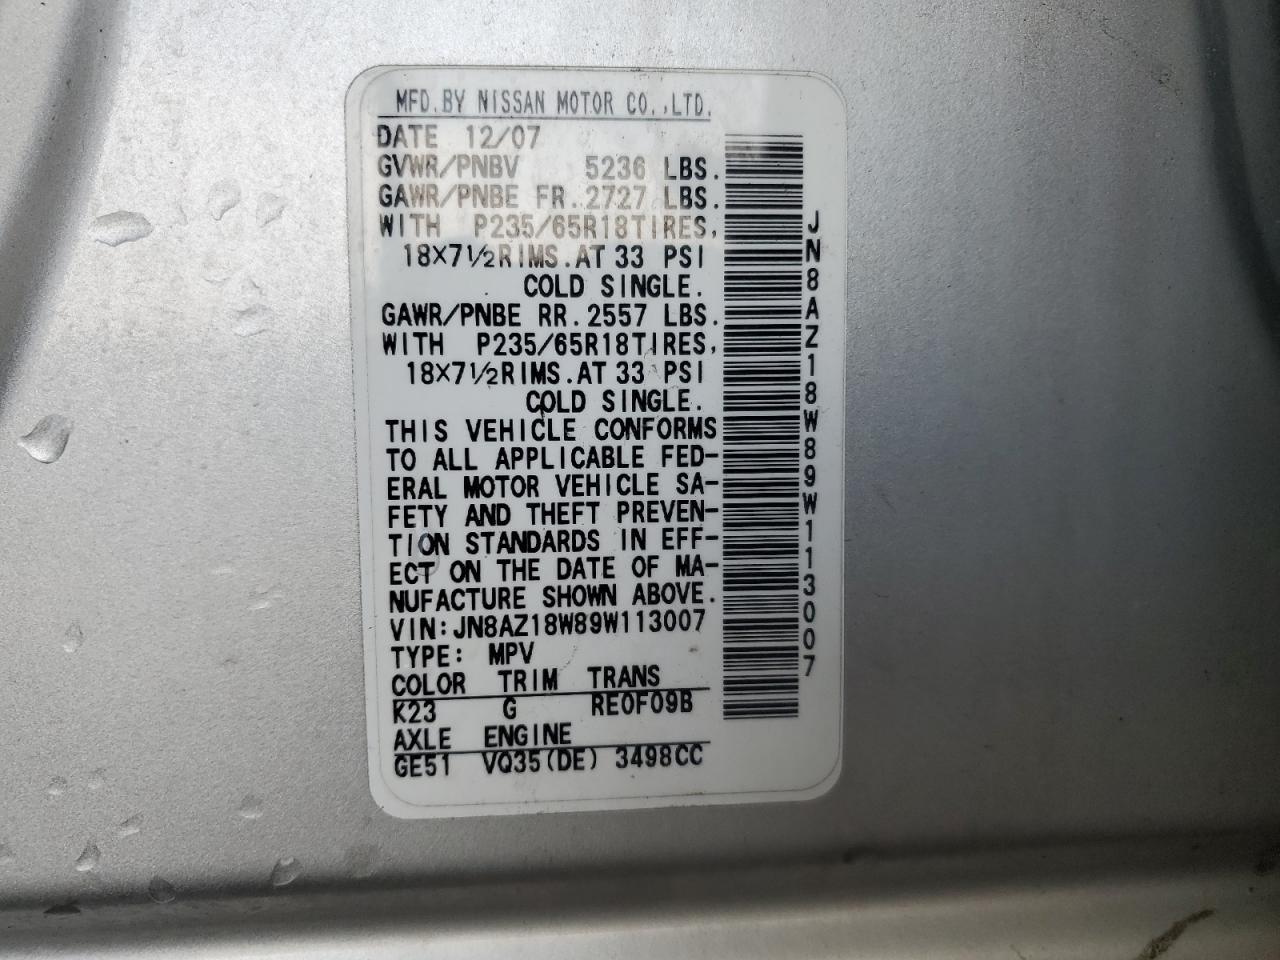 MFD.BY NISSAN MOTOR CO.,LTD.
DATE 12/07
GVWR/PNBV 5236 LBS.
GAWR/PNBE FR.2727 LBS.
WITH P235/65R18TIRES,
18×7½RIMS.AT 33 PSI
COLD SINGLE.
GAWR/PNBE RR.2557 LBS.
WITH P235/65R18TIRES,
18×7½RIMS.AT 33 PSI
COLD SINGLE.
THIS VEHICLE CONFORMS
TO ALL APPLICABLE FED-
ERAL MOTOR VEHICLE SA-
FETY AND THEFT PREVEN-
TION STANDARDS IN EFF-
ECT ON THE DATE OF MA-
NUFACTURE SHOWN ABOVE.
VIN:JN8AZ18W89W113007
TYPE: MPV
COLOR TRIM TRANS
K23 G RE0F09B
AXLE ENGINE
GE51 VQ35(DE) 3498CC
JN8AZ18W89W113007